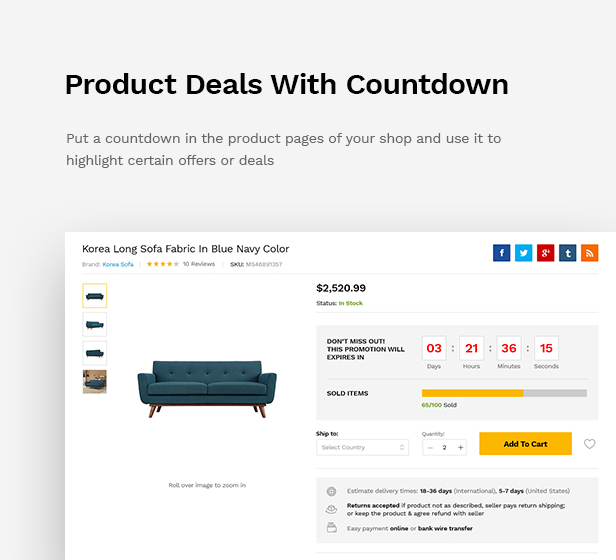 Product Deals With Countdown
Put a countdown in the product pages of your shop and use it to
highlight certain offers or deals
Korea Long Sofa Fabric In Blue Navy Color
Brand: Korea Sofa
10 Reviews
SKU: MS46891357
$2,520.99
Status: In Stock
DON'T MISS OUT!
THIS PROMOTION WILL
EXPIRES IN
03 : 21 : 36 : 15
Days Hours Minutes Seconds
SOLD ITEMS
65/100 Sold
Ship to:
Select Country
Quantity:
– 2 +
Add To Cart
Roll over image to zoom in
Estimate delivery times: 18-36 days (International), 5-7 days (United States)
Returns accepted if product not as described, seller pays return shipping;
or keep the product & agree refund with seller
Easy payment online or bank wire transfer